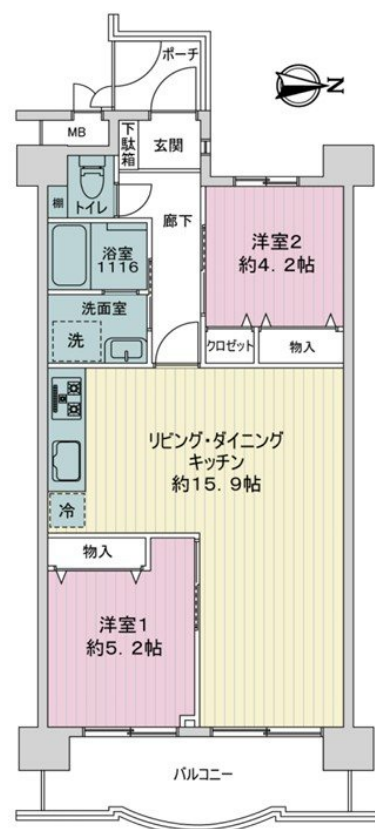 ポーチ
N
MB
下駄箱
玄関
棚
トイレ
廊下
洋室2
約4.2帖
浴室
1116
洗面室
洗
クロゼット
物入
リビング・ダイニング
キッチン
約15.9帖
冷
物入
洋室1
約5.2帖
バルコニー